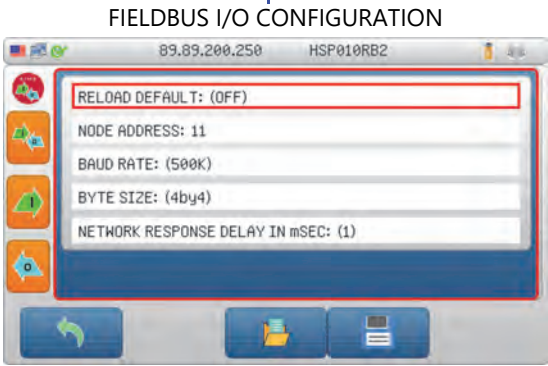 FIELDBUS I/O CONFIGURATION
89.89.200.250 HSP010RB2
RELOAD DEFAULT: (OFF)
NODE ADDRESS: 11
BAUD RATE: (500K)
BYTE SIZE: (4by4)
NETWORK RESPONSE DELAY IN mSEC: (1)
I
O